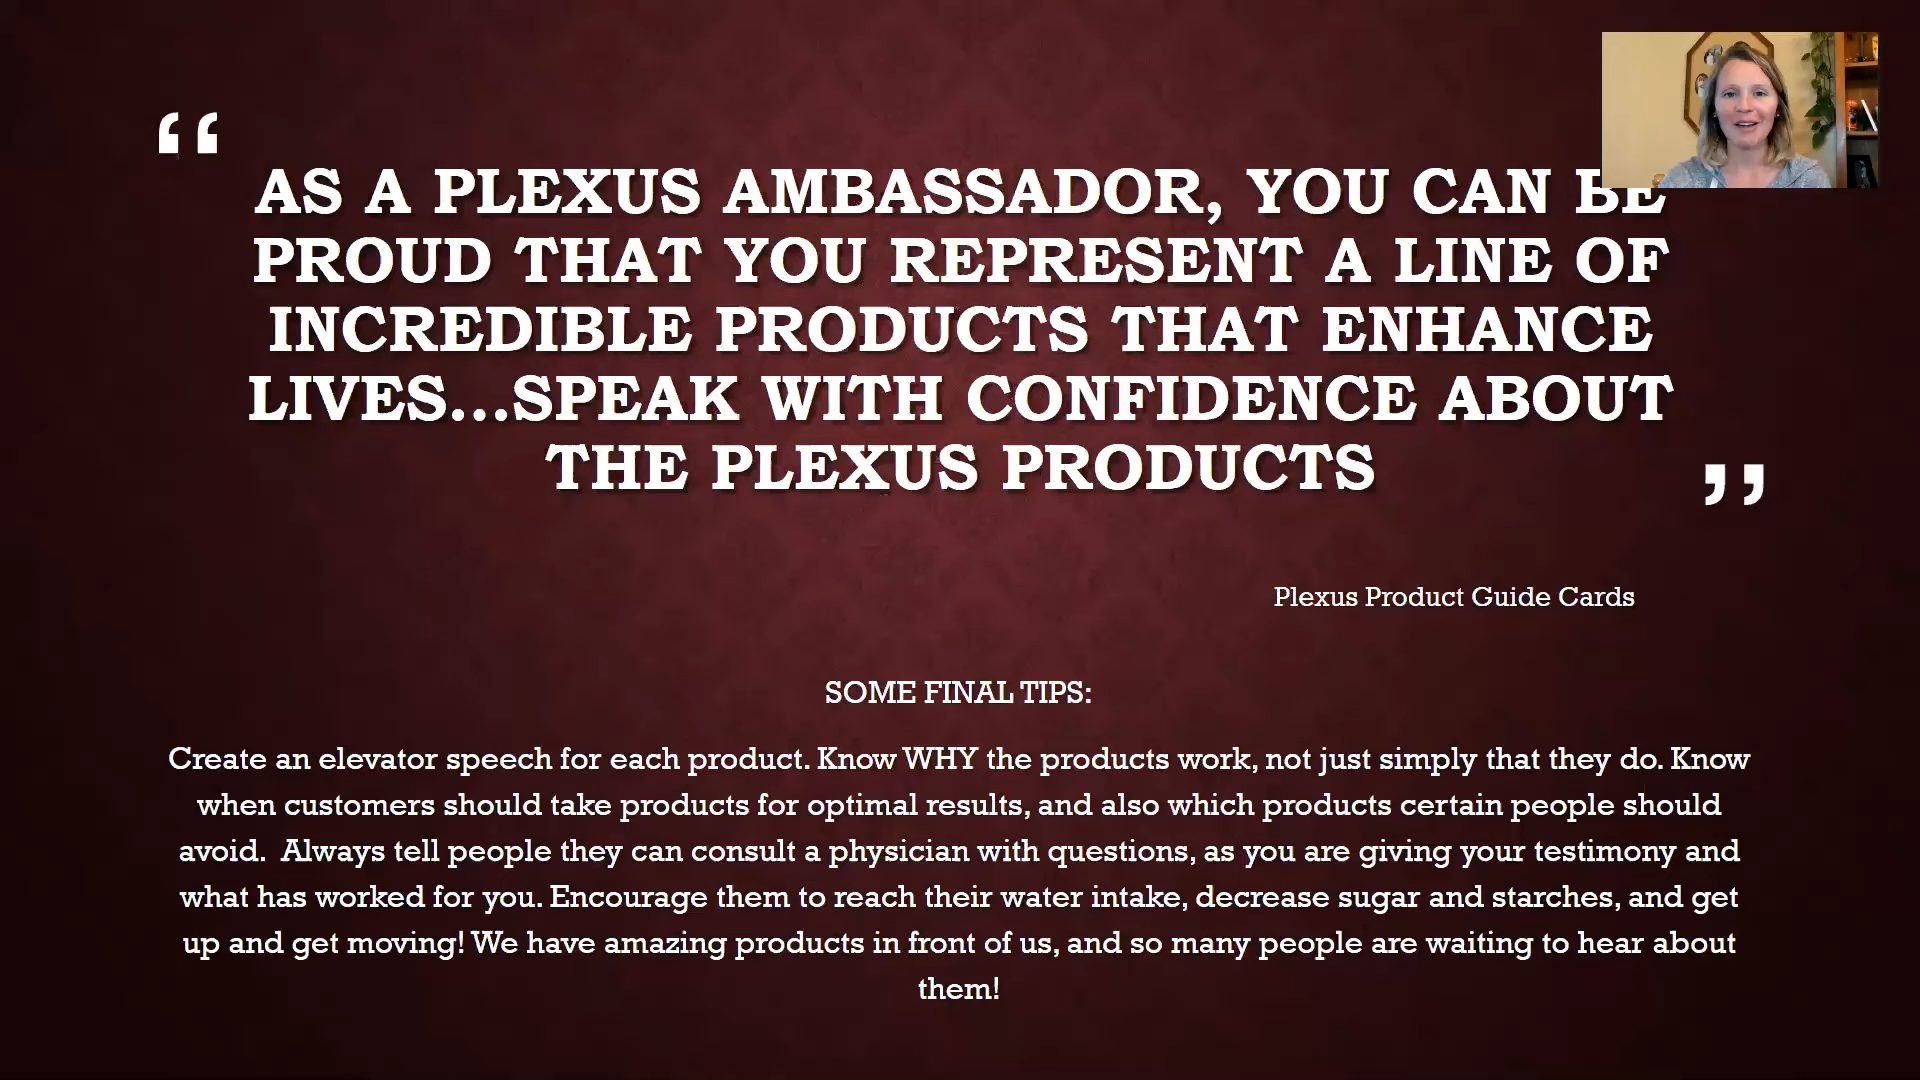 “
AS A PLEXUS AMBASSADOR, YOU CAN BE
PROUD THAT YOU REPRESENT A LINE OF
INCREDIBLE PRODUCTS THAT ENHANCE
LIVES...SPEAK WITH CONFIDENCE ABOUT
THE PLEXUS PRODUCTS
”
Plexus Product Guide Cards
SOME FINAL TIPS:
Create an elevator speech for each product. Know WHY the products work, not just simply that they do. Know
when customers should take products for optimal results, and also which products certain people should
avoid.  Always tell people they can consult a physician with questions, as you are giving your testimony and
what has worked for you. Encourage them to reach their water intake, decrease sugar and starches, and get
up and get moving! We have amazing products in front of us, and so many people are waiting to hear about
them!